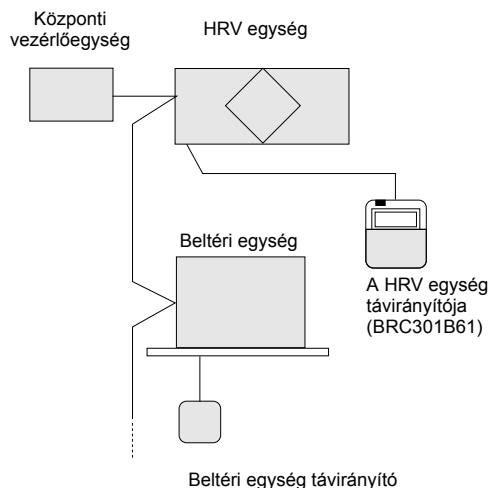 Központi
vezérlőegység
HRV egység
Beltéri egység
A HRV egység
távirányítója
(BRC301B61)
Beltéri egység távirányító